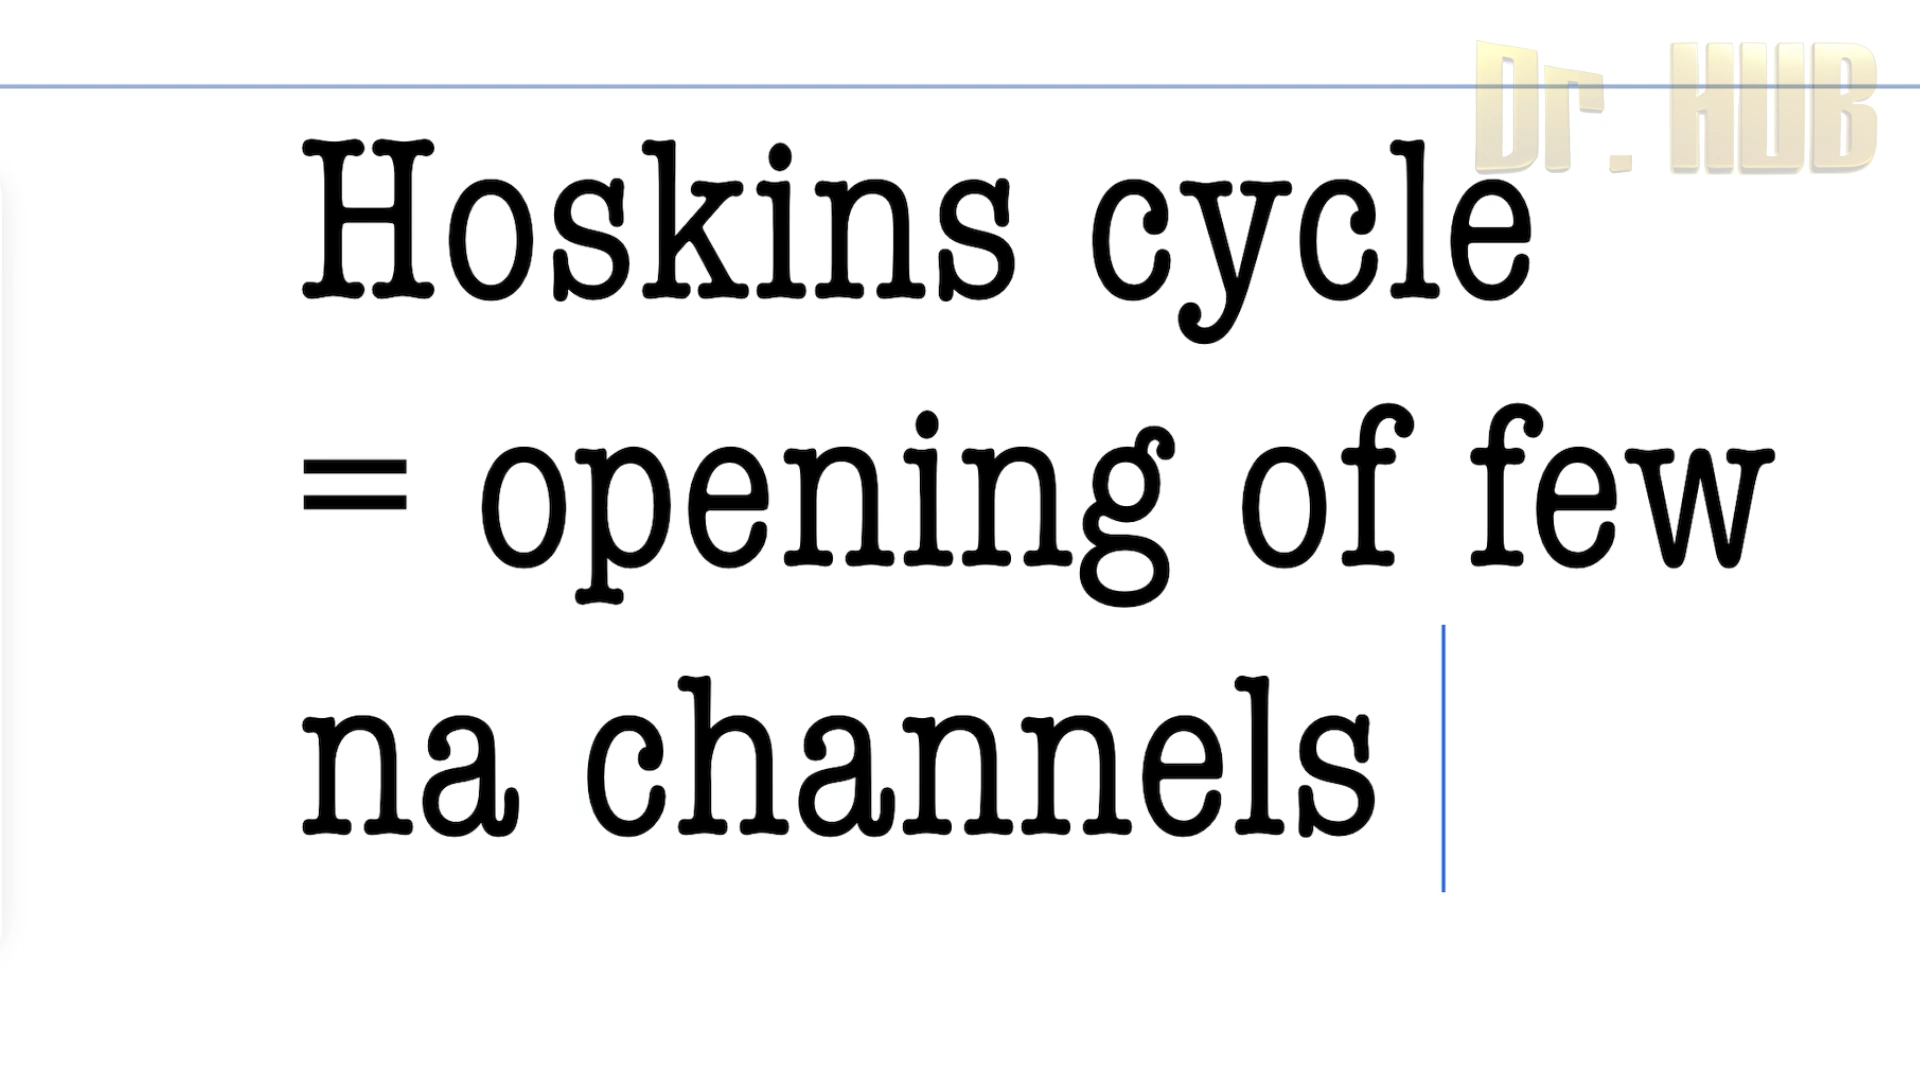 Dr. HUB
Hoskins cycle
= opening of few
na channels